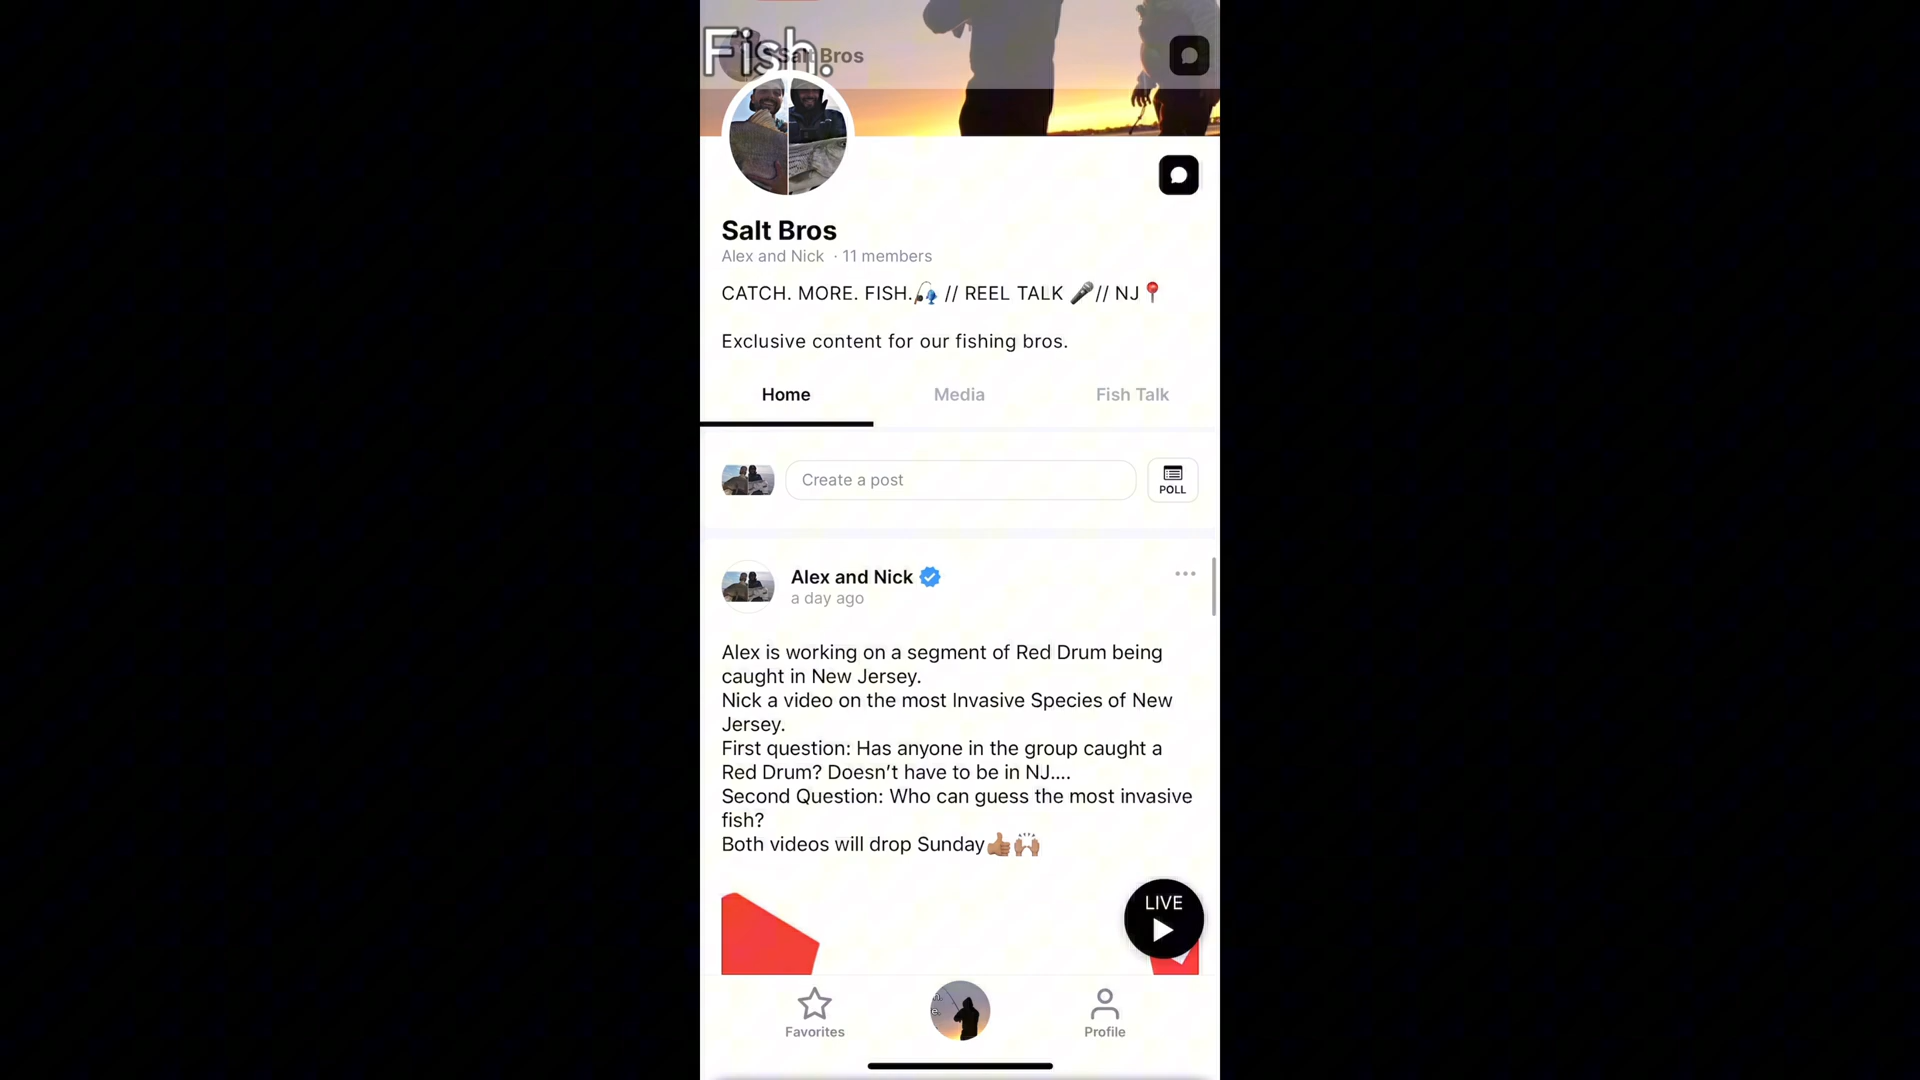 Fish.
Salt Bros
Salt Bros
Alex and Nick · 11 members
CATCH. MORE. FISH.🎣 // REEL TALK 🎤// NJ📍
Exclusive content for our fishing bros.
Home Media Fish Talk
Create a post
POLL
Alex and Nick
a day ago
Alex is working on a segment of Red Drum being
caught in New Jersey.
Nick a video on the most Invasive Species of New
Jersey.
First question: Has anyone in the group caught a
Red Drum? Doesn’t have to be in NJ....
Second Question: Who can guess the most invasive
fish?
Both videos will drop Sunday👍🏽🙌🏽
LIVE
Favorites Profile